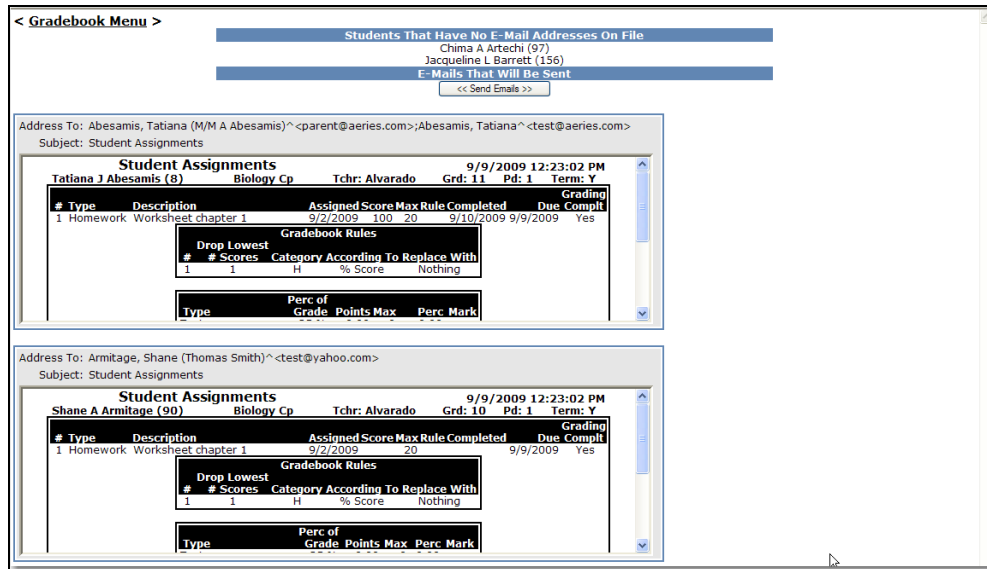 < Gradebook Menu >
Students That Have No E-Mail Addresses On File
Chima A Artechi (97)
Jacqueline L Barrett (156)
E-Mails That Will Be Sent
<< Send Emails >>
Address To: Abesamis, Tatiana (M/M A Abesamis)^<parent@aeries.com>;Abesamis, Tatiana^<test@aeries.com>
Subject: Student Assignments
Student Assignments 9/9/2009 12:23:02 PM
Tatiana J Abesamis (8) Biology Cp Tchr: Alvarado Grd: 11 Pd: 1 Term: Y
Grading
# Type Description Assigned Score Max Rule Completed Due Complt
1 Homework Worksheet chapter 1 9/2/2009 100 20 9/10/2009 9/9/2009 Yes
Gradebook Rules
Drop Lowest
# # Scores Category According To Replace With
1 1 H % Score Nothing
Perc of
Type Grade Points Max Perc Mark
Address To: Armitage, Shane (Thomas Smith)^<test@yahoo.com>
Subject: Student Assignments
Student Assignments 9/9/2009 12:23:02 PM
Shane A Armitage (90) Biology Cp Tchr: Alvarado Grd: 10 Pd: 1 Term: Y
Grading
# Type Description Assigned Score Max Rule Completed Due Complt
1 Homework Worksheet chapter 1 9/2/2009 20 9/9/2009 Yes
Gradebook Rules
Drop Lowest
# # Scores Category According To Replace With
1 1 H % Score Nothing
Perc of
Type Grade Points Max Perc Mark